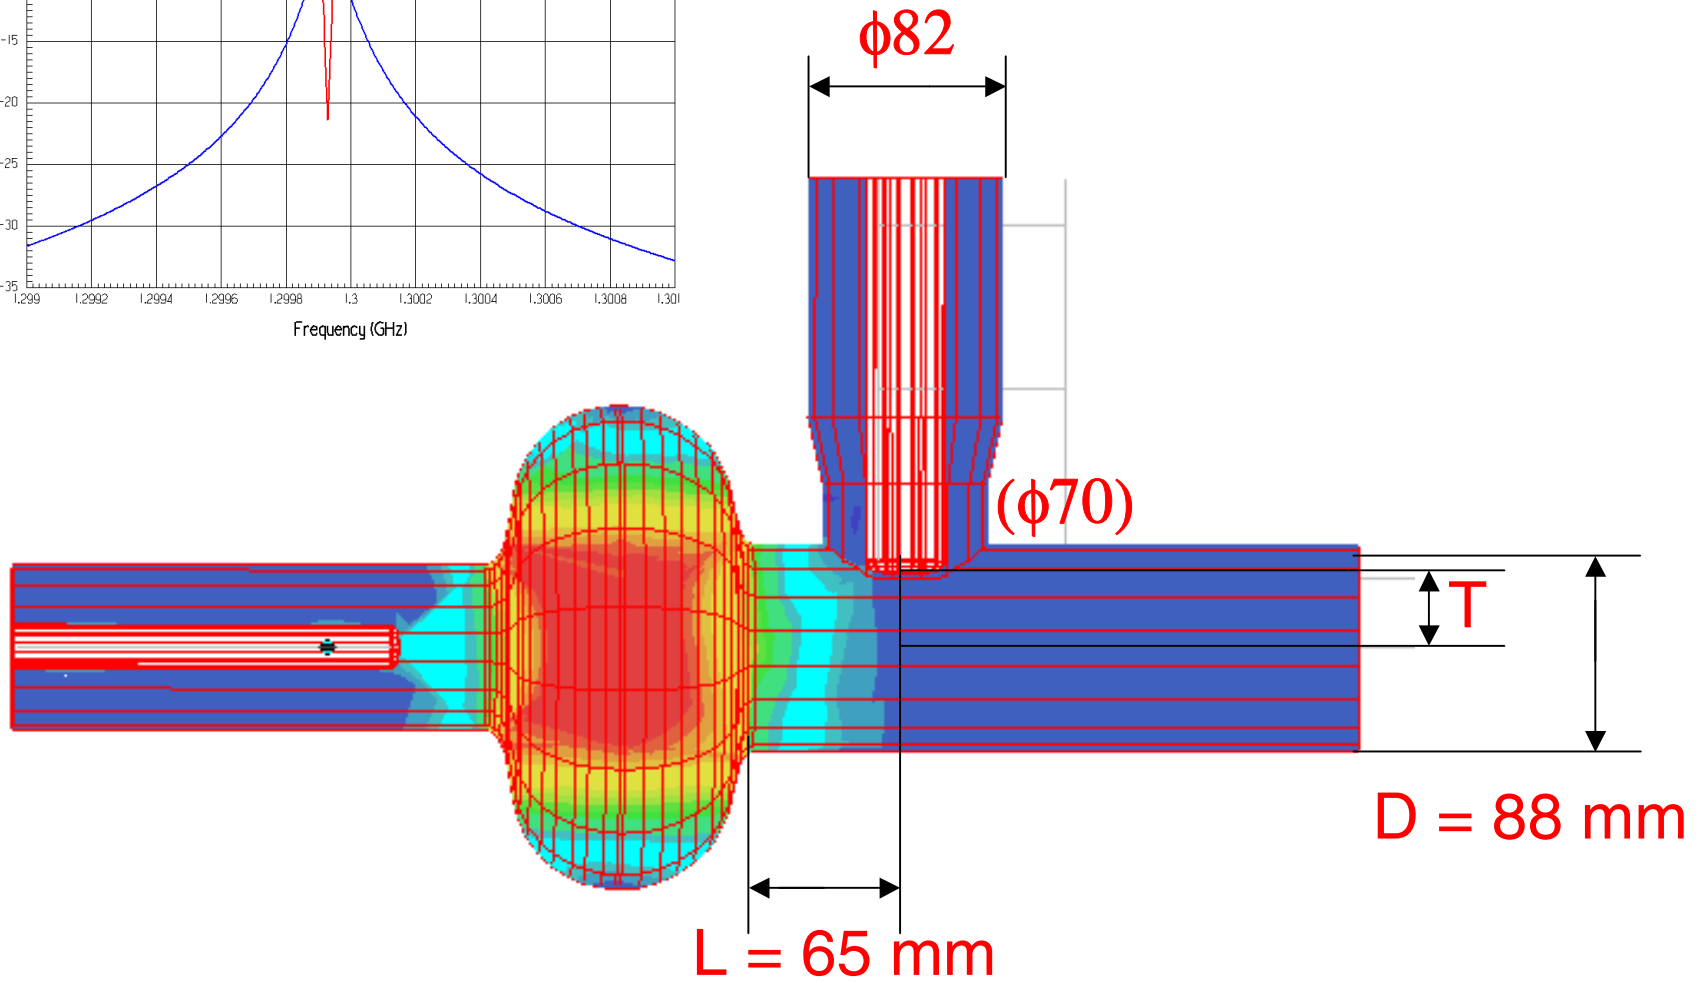 -15
-20
-25
-30
-35
1.299 1.2992 1.2994 1.2996 1.2998 1.3 1.3002 1.3004 1.3006 1.3008 1.301
Frequency (GHz)
ϕ82
(ϕ70)
T
D = 88 mm
L = 65 mm